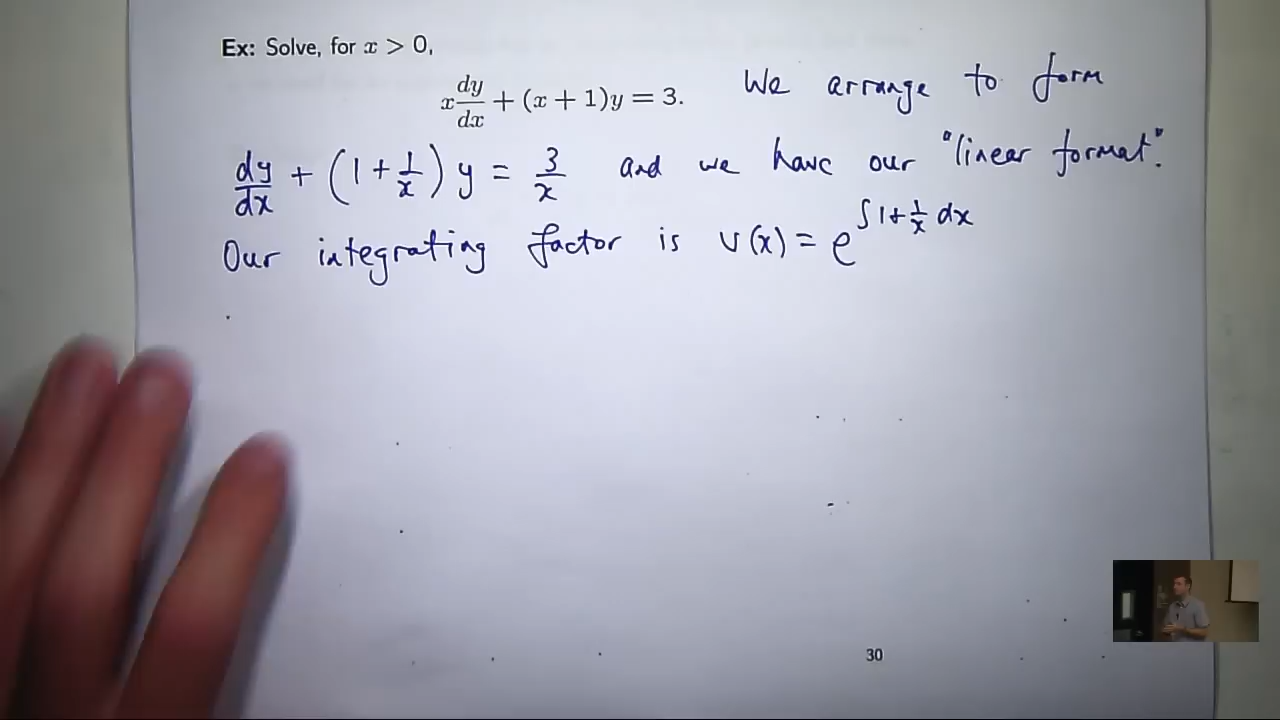 Ex: Solve, for x > 0,
x dy/dx + (x + 1)y = 3. We arrange to form
dy/dx + (1 + 1/x) y = 3/x and we have our "linear format".
Our integrating factor is v(x) = e^∫ 1 + 1/x dx
30